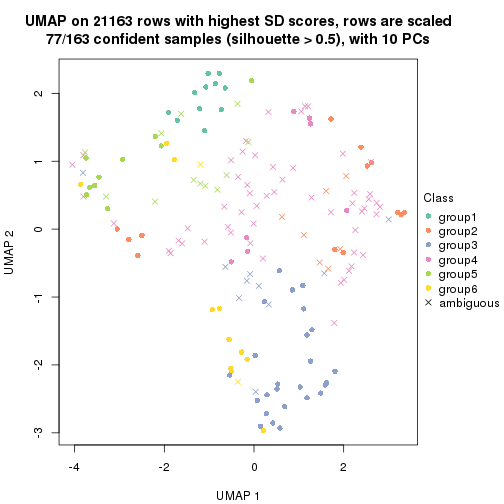 UMAP on 21163 rows with highest SD scores, rows are scaled
77/163 confident samples (silhouette > 0.5), with 10 PCs
2
1
0
-1
-2
-3
UMAP 2
-4
-2
0
2
UMAP 1
Class
group1
group2
group3
group4
group5
group6
ambiguous